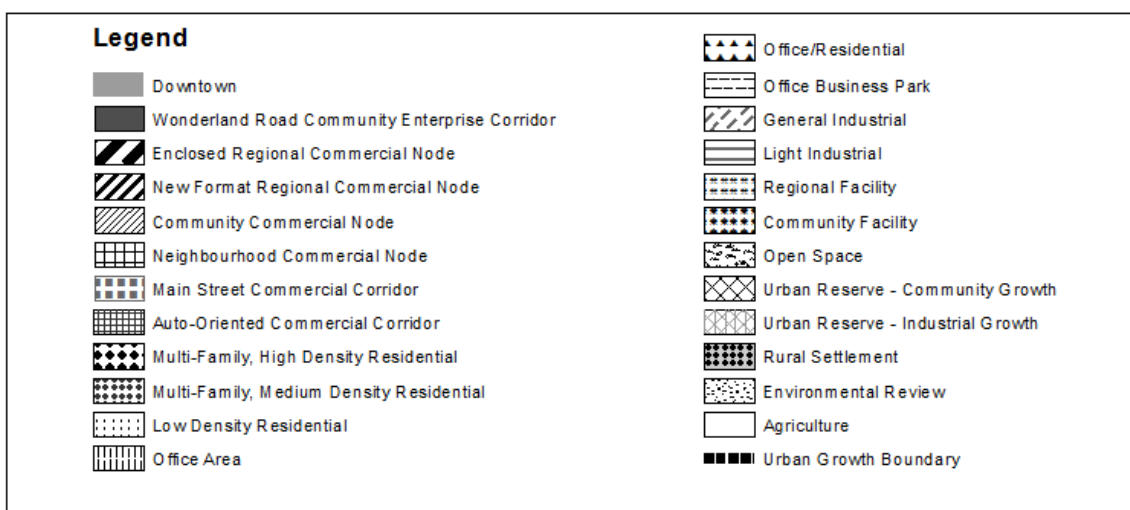 Legend
Downtown
Wonderland Road Community Enterprise Corridor
Enclosed Regional Commercial Node
New Format Regional Commercial Node
Community Commercial Node
Neighbourhood Commercial Node
Main Street Commercial Corridor
Auto-Oriented Commercial Corridor
Multi-Family, High Density Residential
Multi-Family, Medium Density Residential
Low Density Residential
Office Area
Office/Residential
Office Business Park
General Industrial
Light Industrial
Regional Facility
Community Facility
Open Space
Urban Reserve - Community Growth
Urban Reserve - Industrial Growth
Rural Settlement
Environmental Review
Agriculture
Urban Growth Boundary